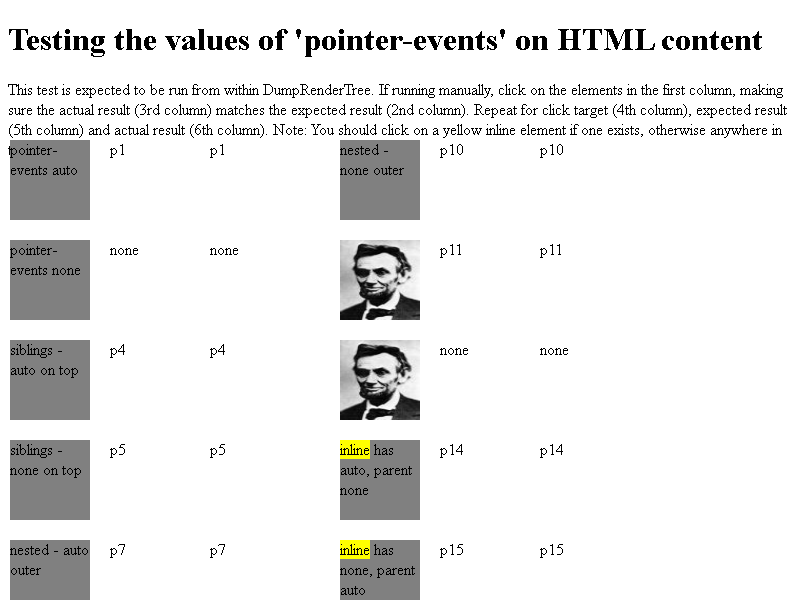 Testing the values of 'pointer-events' on HTML content
This test is expected to be run from within DumpRenderTree. If running manually, click on the elements in the first column, making
sure the actual result (3rd column) matches the expected result (2nd column). Repeat for click target (4th column), expected result
(5th column) and actual result (6th column). Note: You should click on a yellow inline element if one exists, otherwise anywhere in
pointer-
events auto
p1
p1
nested -
none outer
p10
p10
pointer-
events none
none
none
p11
p11
siblings -
auto on top
p4
p4
none
none
siblings -
none on top
p5
p5
inline has
auto, parent
none
p14
p14
nested - auto
outer
p7
p7
inline has
none, parent
auto
p15
p15